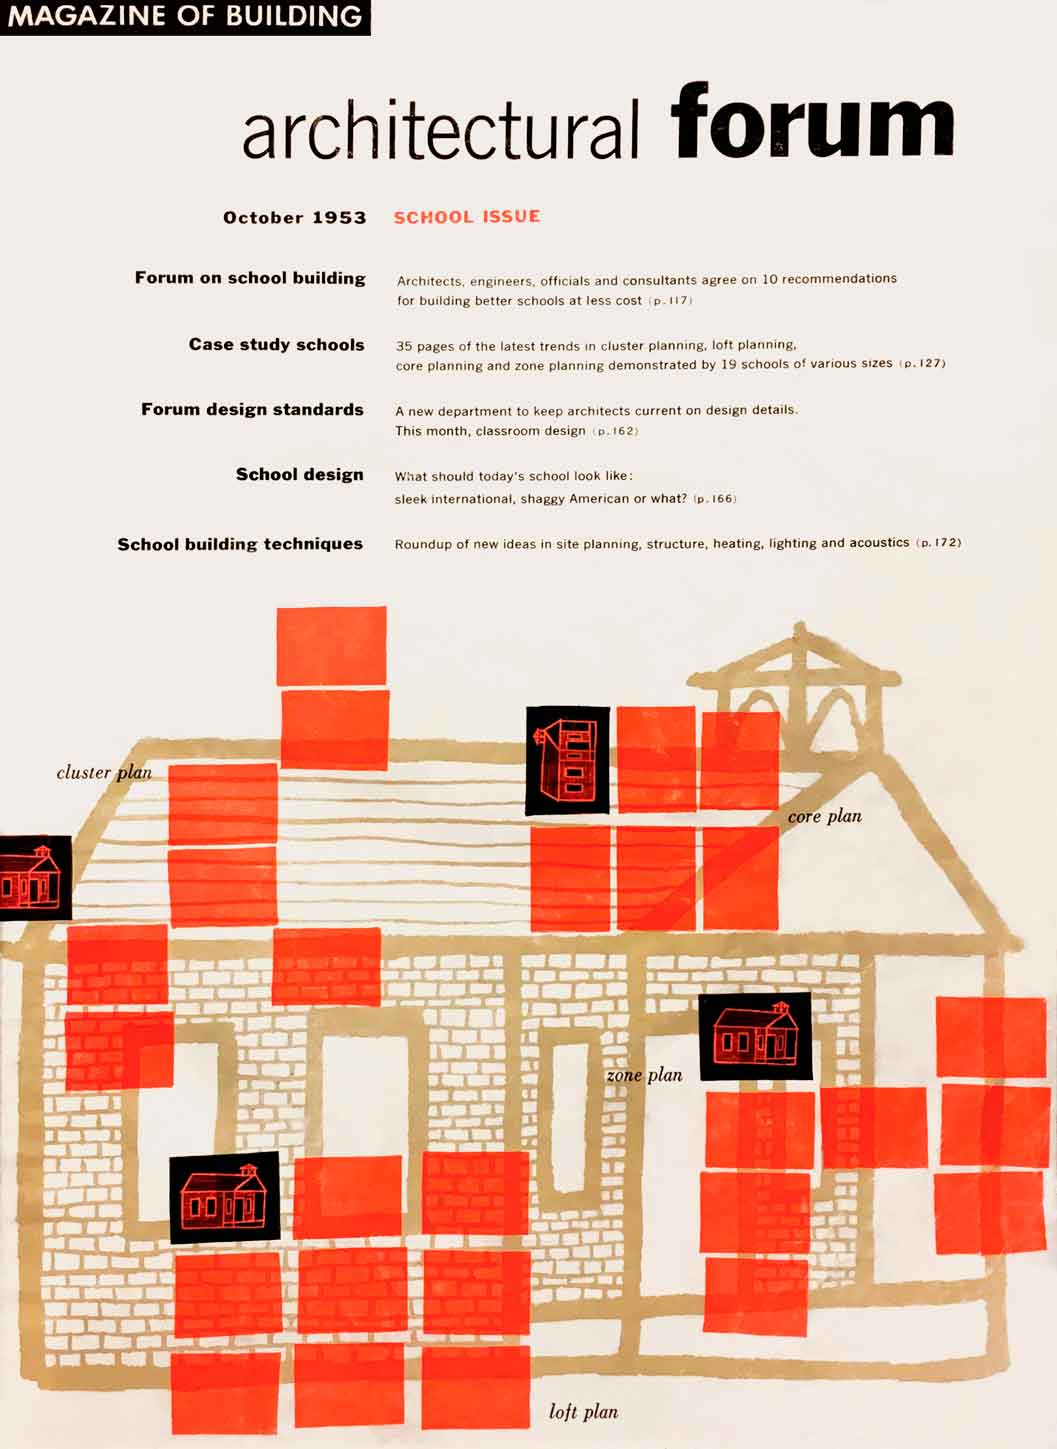 MAGAZINE OF BUILDING
architectural forum
October 1953 SCHOOL ISSUE
Forum on school building Architects, engineers, officials and consultants agree on 10 recommendations
for building better schools at less cost (p. 117)
Case study schools 35 pages of the latest trends in cluster planning, loft planning,
core planning and zone planning demonstrated by 19 schools of various sizes (p. 127)
Forum design standards A new department to keep architects current on design details.
This month, classroom design (p. 162)
School design What should today's school look like:
sleek international, shaggy American or what? (p. 166)
School building techniques Roundup of new ideas in site planning, structure, heating, lighting and acoustics (p. 172)
cluster plan
core plan
zone plan
loft plan